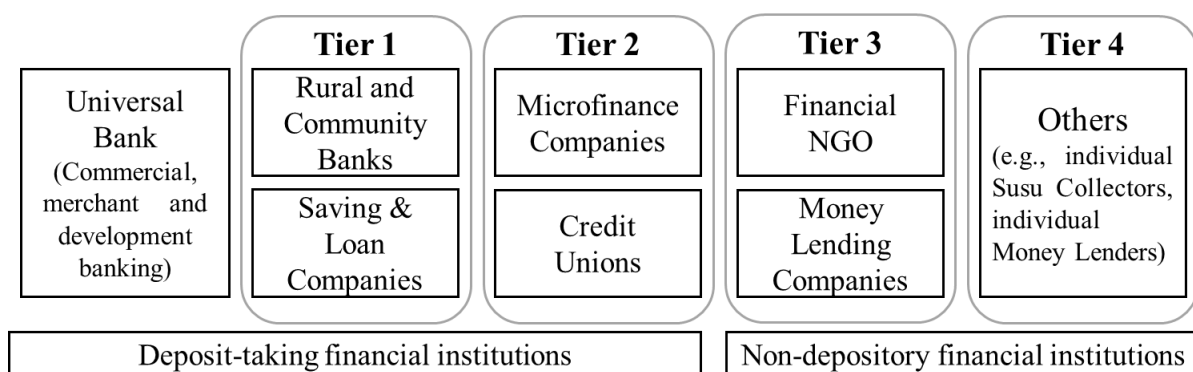 Universal
Bank
(Commercial,
merchant and
development
banking)
Tier 1
Rural and
Community
Banks
Saving &
Loan
Companies
Tier 2
Microfinance
Companies
Credit
Unions
Tier 3
Financial
NGO
Money
Lending
Companies
Tier 4
Others
(e.g., individual
Susu Collectors,
individual
Money Lenders)
Deposit-taking financial institutions
Non-depository financial institutions